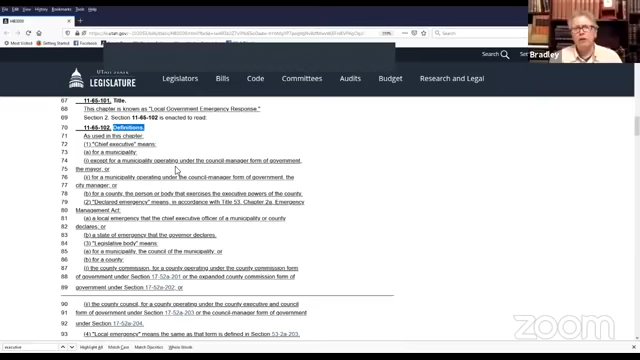 Search
Bradley
UTAH STATE
LEGISLATURE
Legislators Bills Code Committees Audits Budget Research and Legal
67 11-65-101. Title.
68 This chapter is known as "Local Government Emergency Response."
69 Section 2. Section 11-65-102 is enacted to read:
70 11-65-102. Definitions.
71 As used in this chapter:
72 (1) "Chief executive" means:
73 (a) for a municipality:
74 (i) except for a municipality operating under the council-manager form of government,
75 the mayor; or
76 (ii) for a municipality operating under the council-manager form of government, the
77 city manager; or
78 (b) for a county, the person or body that exercises the executive powers of the county.
79 (2) "Declared emergency" means, in accordance with Title 53, Chapter 2a, Emergency
80 Management Act:
81 (a) a local emergency that the chief executive officer of a municipality or county
82 declares; or
83 (b) a state of emergency that the governor declares.
84 (3) "Legislative body" means:
85 (a) for a municipality, the council of the municipality; or
86 (b) for a county:
87 (i) the county commission, for a county operating under the county commission form
88 of government under Section 17-52a-201 or the expanded county commission form of
89 government under Section 17-52a-202; or
90 (ii) the county council, for a county operating under the county executive and council
91 form of government under Section 17-52a-203 or the council-manager form of government
92 under Section 17-52a-204.
93 (4) "Local emergency" means the same as that term is defined in Section 53-2a-203.
executive
Highlight All Match Case Match Diacritics Whole Words
zoom